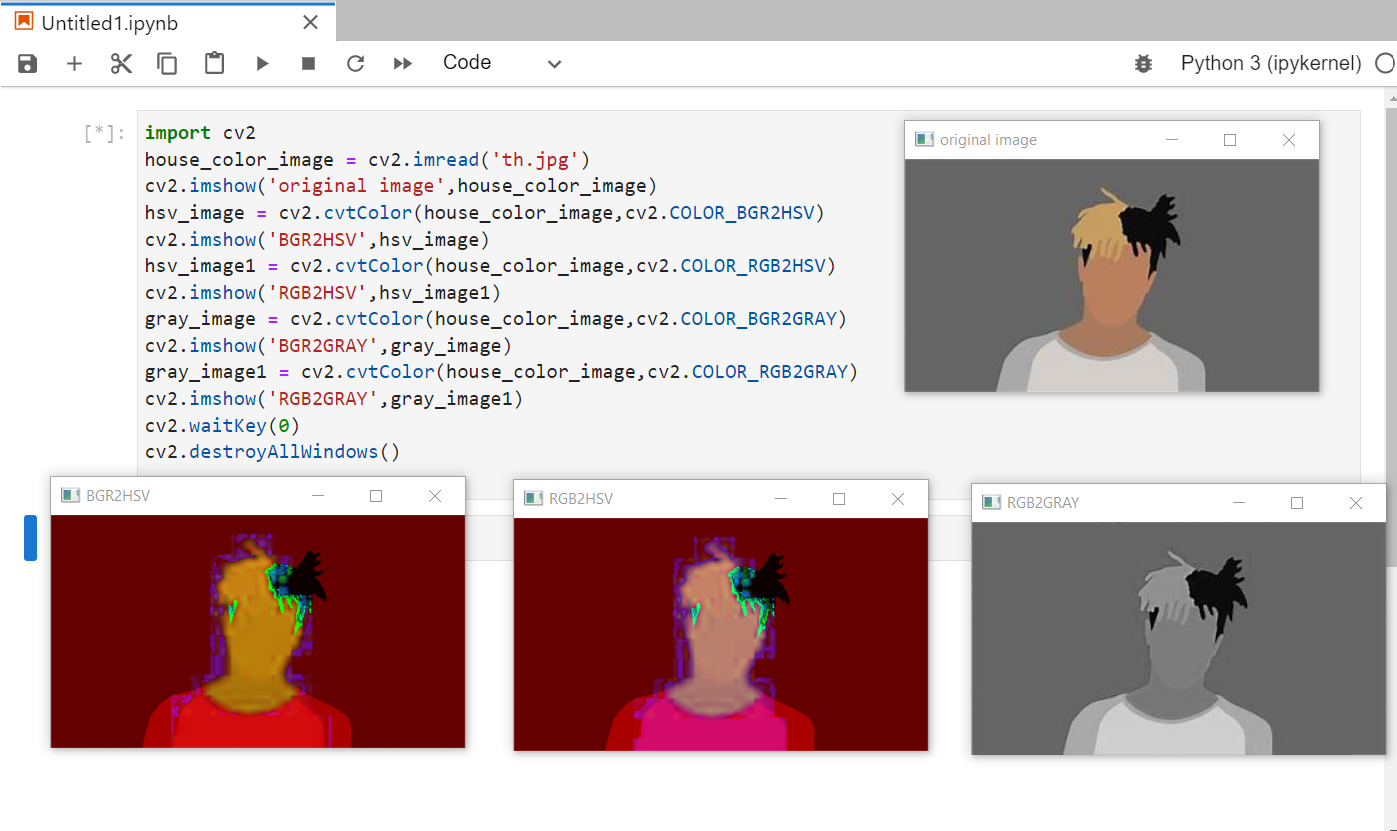 Untitled1.ipynb
Code
Python 3 (ipykernel)
[*]:
import cv2
house_color_image = cv2.imread('th.jpg')
cv2.imshow('original image',house_color_image)
hsv_image = cv2.cvtColor(house_color_image,cv2.COLOR_BGR2HSV)
cv2.imshow('BGR2HSV',hsv_image)
hsv_image1 = cv2.cvtColor(house_color_image,cv2.COLOR_RGB2HSV)
cv2.imshow('RGB2HSV',hsv_image1)
gray_image = cv2.cvtColor(house_color_image,cv2.COLOR_BGR2GRAY)
cv2.imshow('BGR2GRAY',gray_image)
gray_image1 = cv2.cvtColor(house_color_image,cv2.COLOR_RGB2GRAY)
cv2.imshow('RGB2GRAY',gray_image1)
cv2.waitKey(0)
cv2.destroyAllWindows()
original image
BGR2HSV
RGB2HSV
RGB2GRAY